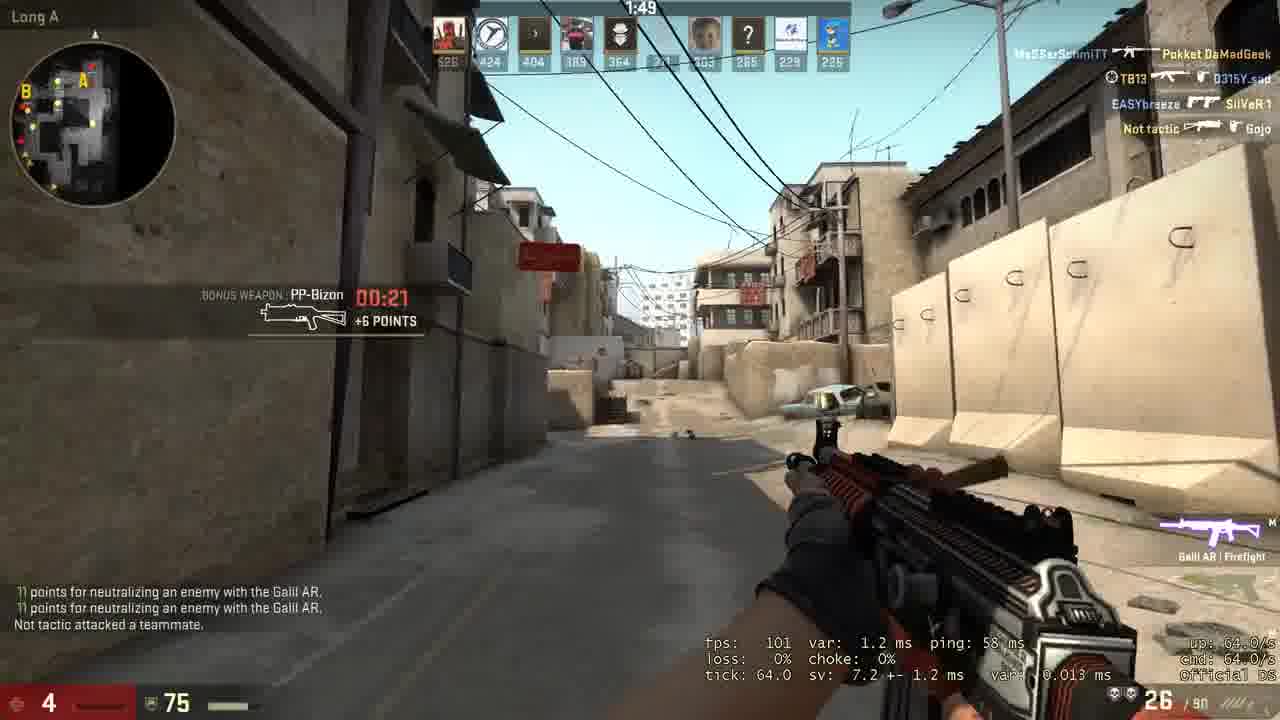 Long A
1:49
526 424 404 389 364 203 265 229 225
A
B
MeSSerSchmiTT Pokket DaMadGeek
TB13 D315Y.sad
EASYbreeze SilVeR 1
Not tactic Gojo
BONUS WEAPON: PP-Bizon 00:21
+6 POINTS
?
M
Galil AR | Firefight
11 points for neutralizing an enemy with the Galil AR.
11 points for neutralizing an enemy with the Galil AR.
Not tactic attacked a teammate.
fps: 101 var: 1.2 ms ping: 58 ms
loss: 0% choke: 0%
tick: 64.0 sv: 7.2 +- 1.2 ms var: 0.013 ms
up: 64.0/s
cmd: 64.0/s
Official DS
4 75
26 / 90